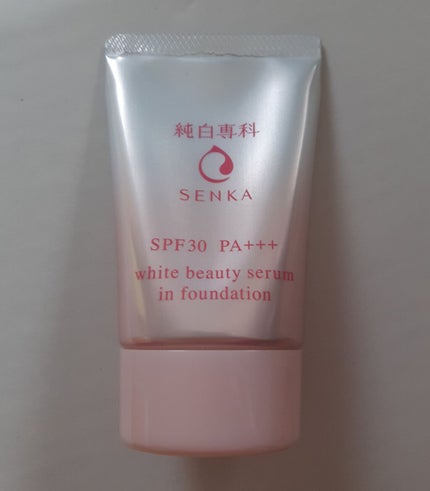 純白専科
SENKA
SPF30 PA+++
white beauty serum
in foundation